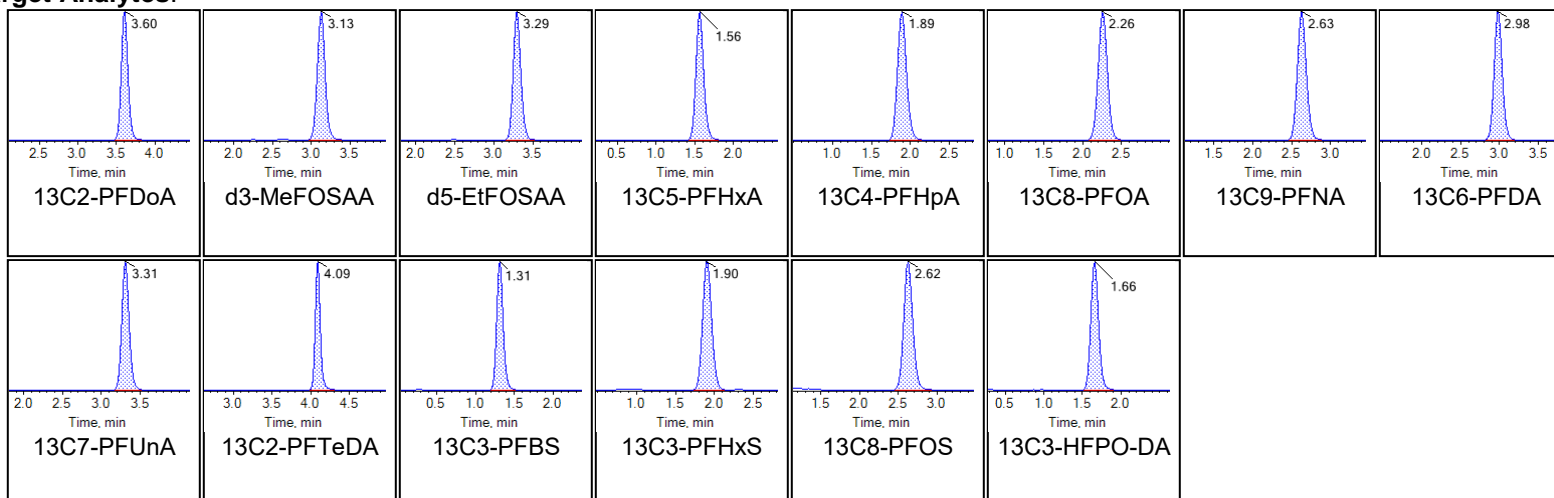 Target Analytes:
3.60 3.13 3.29 1.56 1.89 2.26 2.63 2.98
2.5 3.0 3.5 4.0 2.0 2.5 3.0 3.5 2.0 2.5 3.0 3.5 0.5 1.0 1.5 2.0 1.0 1.5 2.0 2.5 1.0 1.5 2.0 2.5 1.5 2.0 2.5 3.0 2.0 2.5 3.0 3.5
Time, min Time, min Time, min Time, min Time, min Time, min Time, min Time, min
13C2-PFDoA d3-MeFOSAA d5-EtFOSAA 13C5-PFHxA 13C4-PFHpA 13C8-PFOA 13C9-PFNA 13C6-PFDA
3.31 4.09 1.31 1.90 2.62 1.66
2.0 2.5 3.0 3.5 3.0 3.5 4.0 4.5 0.5 1.0 1.5 2.0 1.0 1.5 2.0 2.5 1.5 2.0 2.5 3.0 0.5 1.0 1.5 2.0
Time, min Time, min Time, min Time, min Time, min Time, min
13C7-PFUnA 13C2-PFTeDA 13C3-PFBS 13C3-PFHxS 13C8-PFOS 13C3-HFPO-DA